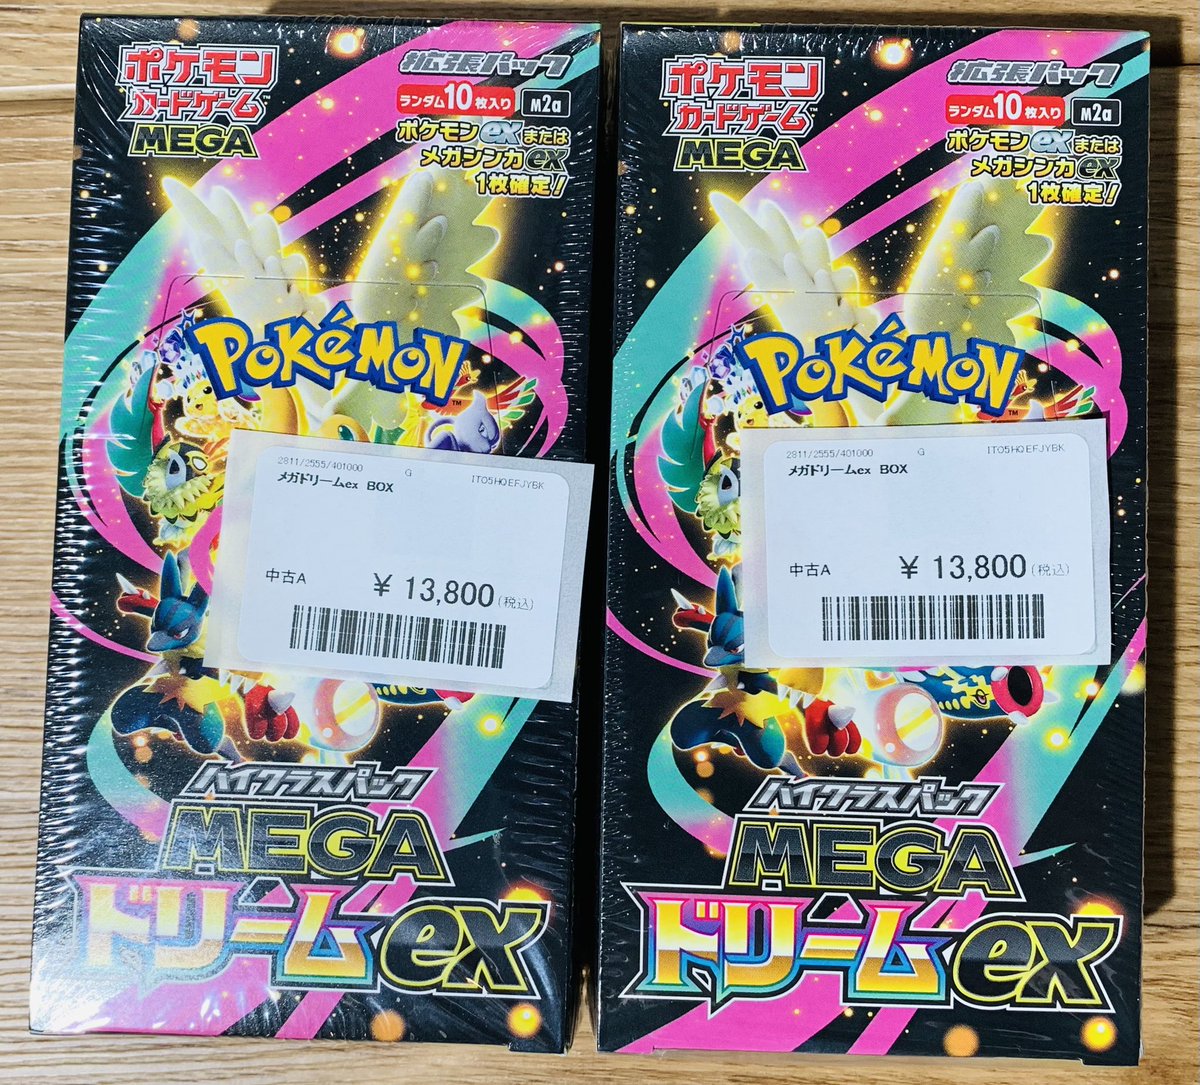 ポケモン
カードゲーム™
MEGA
拡張パック
ランダム10枚入り M2a
ポケモンexまたは
メガシンカex
1枚確定!
POKéMON™
2811/2555/401000 G IT05HQEFJYBK
メガドリームex BOX
中古A ¥ 13,800(税込)
ハイクラスパック
MEGA
ドリームex
ポケモン
カードゲーム™
MEGA
拡張パック
ランダム10枚入り M2a
ポケモンexまたは
メガシンカex
1枚確定!
POKéMON™
2811/2555/401000 G IT05HQEFJYBK
メガドリームex BOX
中古A ¥ 13,800(税込)
ハイクラスパック
MEGA
ドリームex